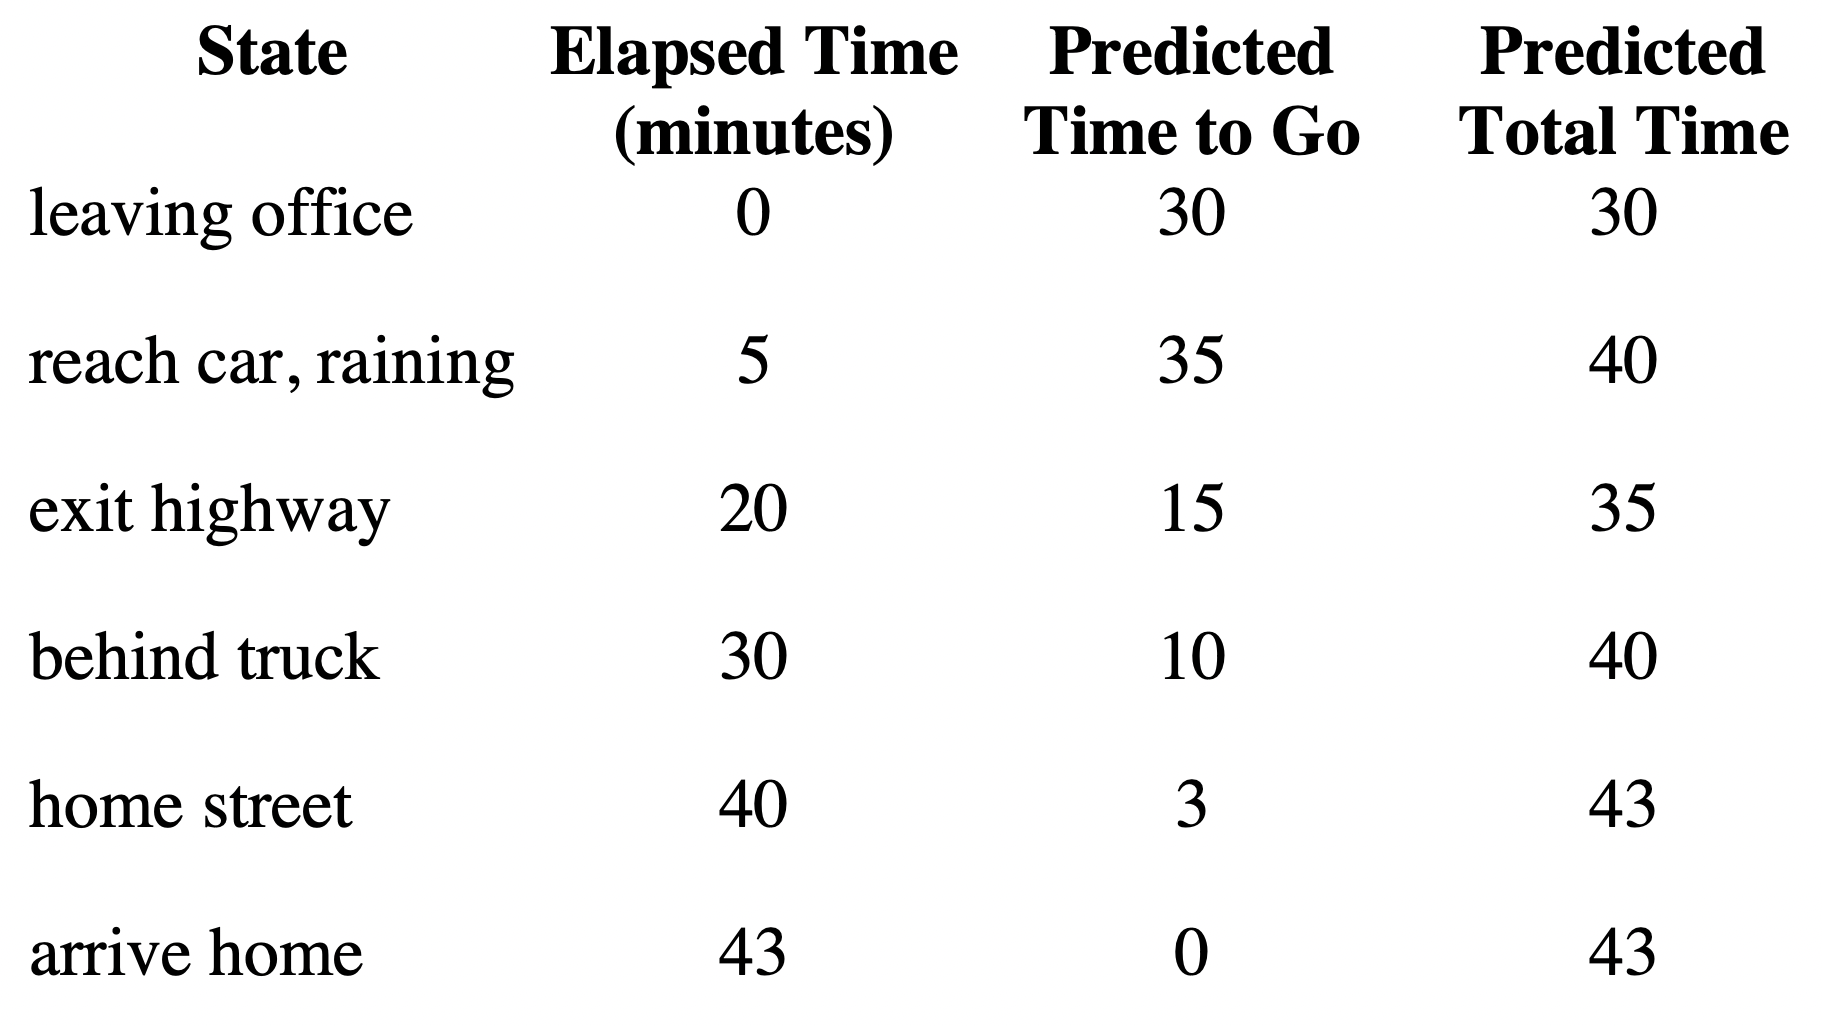 State Elapsed Time Predicted Predicted
(minutes) Time to Go Total Time
leaving office 0 30 30
reach car, raining 5 35 40
exit highway 20 15 35
behind truck 30 10 40
home street 40 3 43
arrive home 43 0 43